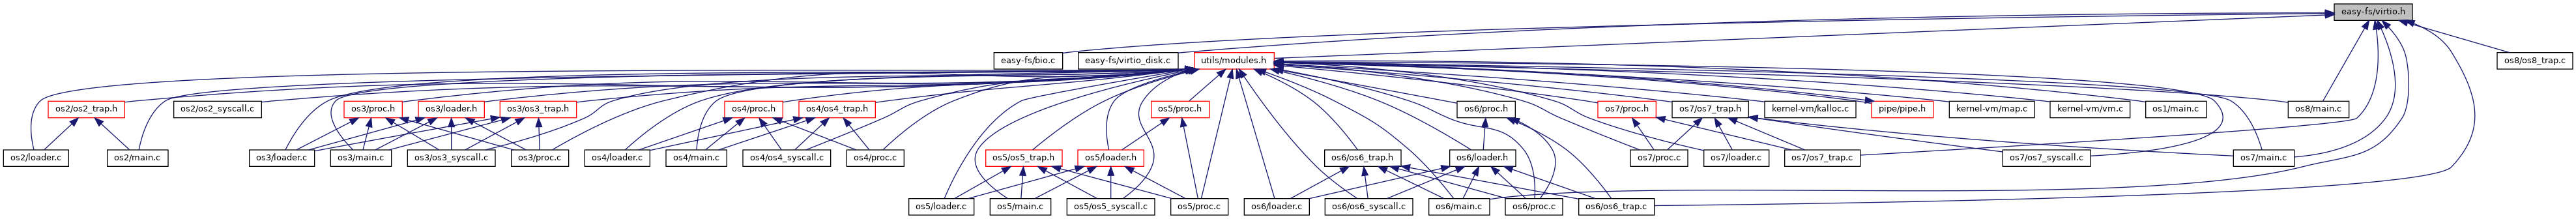 easy-fs/virtio.h
easy-fs/bio.c
easy-fs/virtio_disk.c
utils/modules.h
os8/os8_trap.c
os2/os2_trap.h
os2/os2_syscall.c
os3/proc.h
os3/loader.h
os3/os3_trap.h
os4/proc.h
os4/os4_trap.h
os5/proc.h
os6/proc.h
os7/proc.h
os7/os7_trap.h
kernel-vm/kalloc.c
pipe/pipe.h
kernel-vm/map.c
kernel-vm/vm.c
os1/main.c
os8/main.c
os2/loader.c
os2/main.c
os3/loader.c
os3/main.c
os3/os3_syscall.c
os3/proc.c
os4/loader.c
os4/main.c
os4/os4_syscall.c
os4/proc.c
os5/os5_trap.h
os5/loader.h
os6/os6_trap.h
os6/loader.h
os7/proc.c
os7/loader.c
os7/os7_trap.c
os7/os7_syscall.c
os7/main.c
os5/loader.c
os5/main.c
os5/os5_syscall.c
os5/proc.c
os6/loader.c
os6/os6_syscall.c
os6/main.c
os6/proc.c
os6/os6_trap.c